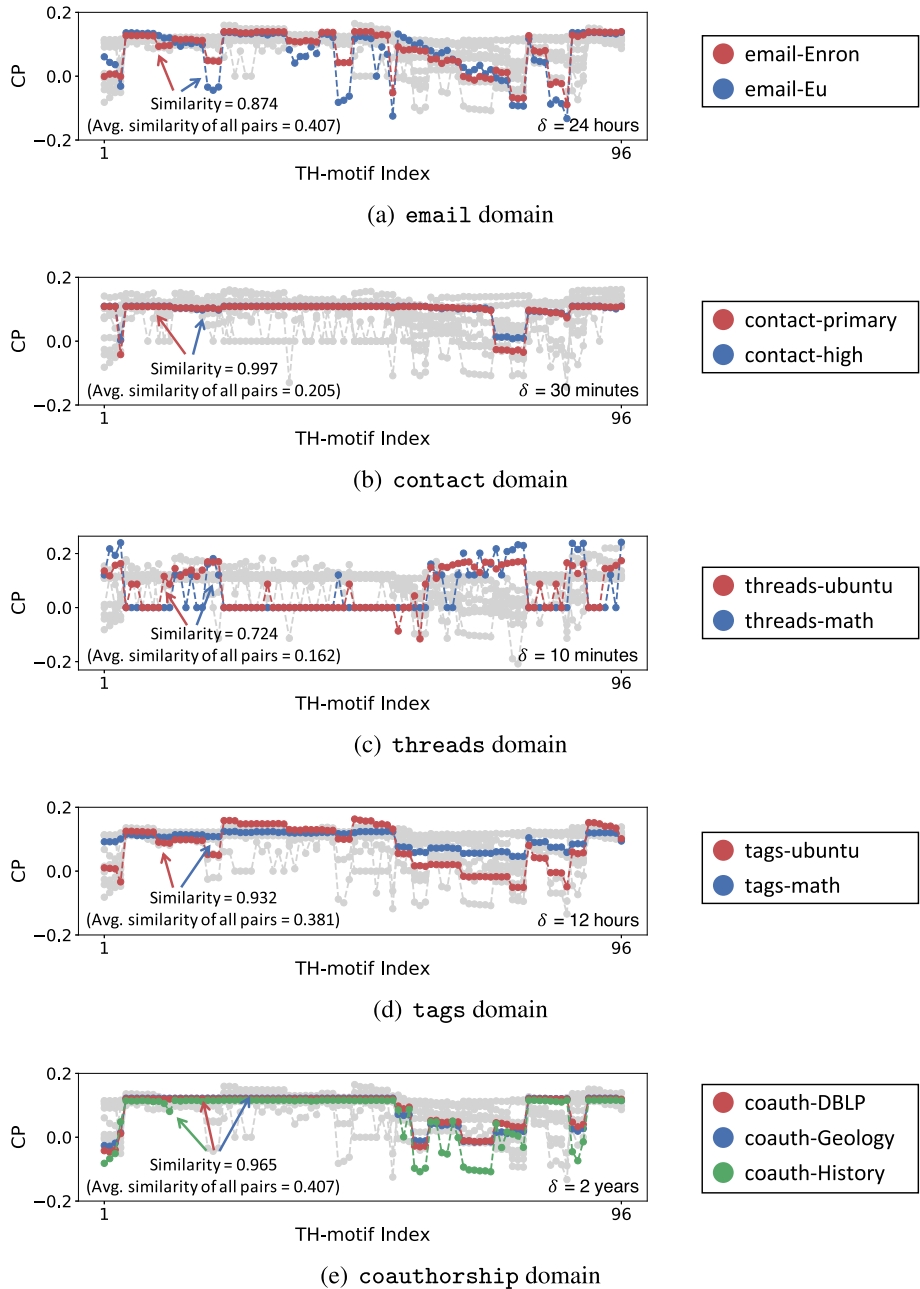 0.2
CP
0.0
Similarity = 0.874
(Avg. similarity of all pairs = 0.407)
δ = 24 hours
−0.2
1
96
TH-motif Index
email-Enron
email-Eu
(a) email domain
0.2
CP
0.0
Similarity = 0.997
(Avg. similarity of all pairs = 0.205)
δ = 30 minutes
−0.2
1
96
TH-motif Index
contact-primary
contact-high
(b) contact domain
0.2
CP
0.0
Similarity = 0.724
(Avg. similarity of all pairs = 0.162)
δ = 10 minutes
−0.2
1
96
TH-motif Index
threads-ubuntu
threads-math
(c) threads domain
0.2
CP
0.0
Similarity = 0.932
(Avg. similarity of all pairs = 0.381)
δ = 12 hours
−0.2
1
96
TH-motif Index
tags-ubuntu
tags-math
(d) tags domain
0.2
CP
0.0
Similarity = 0.965
(Avg. similarity of all pairs = 0.407)
δ = 2 years
−0.2
1
96
TH-motif Index
coauth-DBLP
coauth-Geology
coauth-History
(e) coauthorship domain